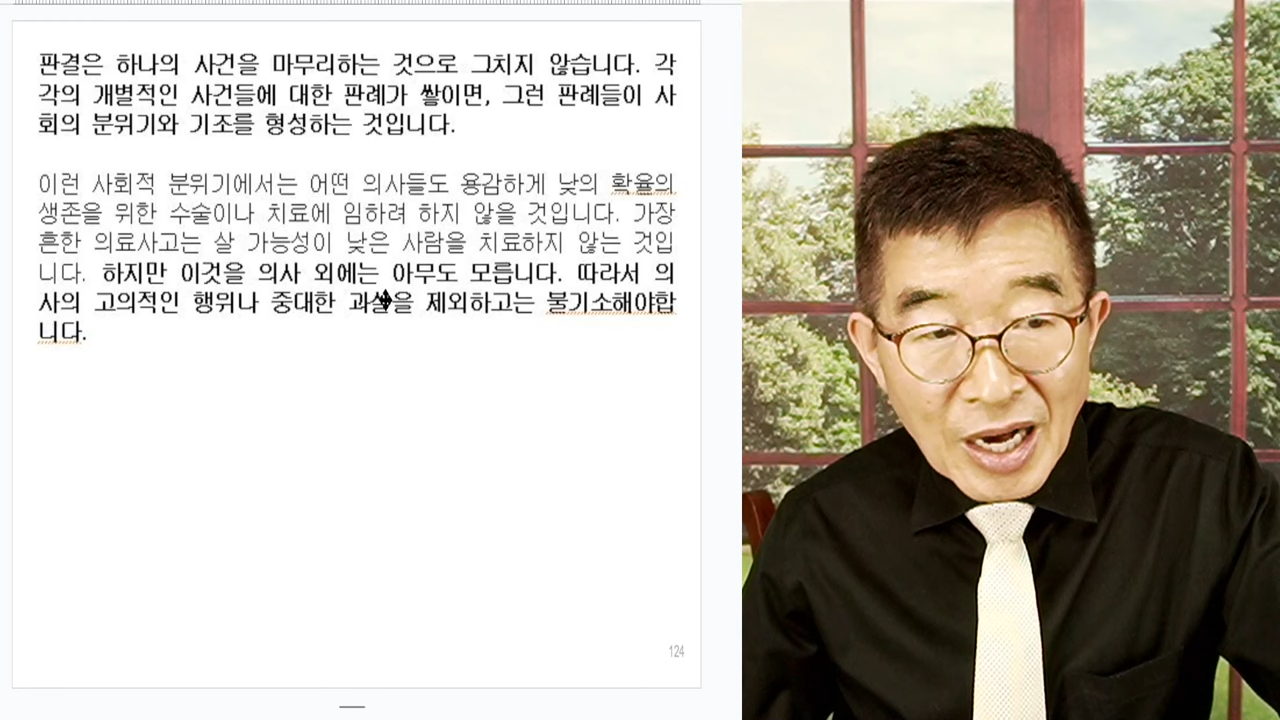 판결은 하나의 사건을 마무리하는 것으로 그치지 않습니다. 각
각의 개별적인 사건들에 대한 판례가 쌓이면, 그런 판례들이 사
회의 분위기와 기조를 형성하는 것입니다.
이런 사회적 분위기에서는 어떤 의사들도 용감하게 낮의 확율의
생존을 위한 수술이나 치료에 임하려 하지 않을 것입니다. 가장
흔한 의료사고는 살 가능성이 낮은 사람을 치료하지 않는 것입
니다. 하지만 이것을 의사 외에는 아무도 모릅니다. 따라서 의
사의 고의적인 행위나 중대한 과실을 제외하고는 불기소해야합
니다.
124